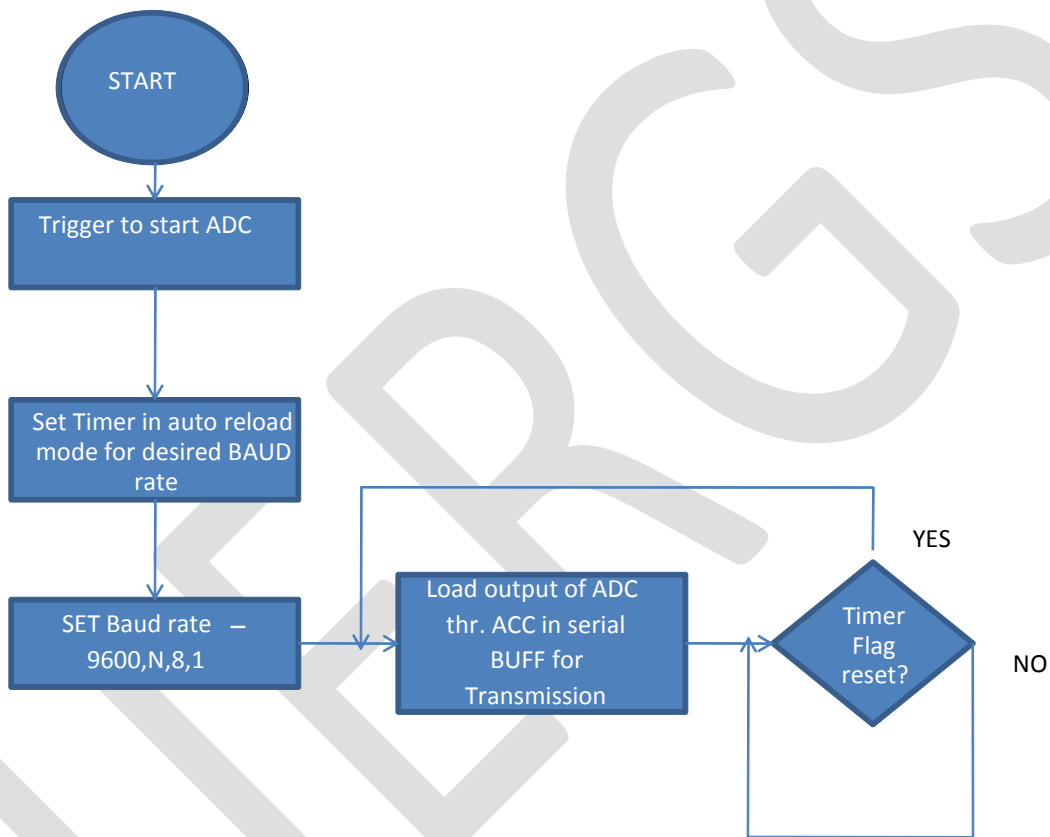 START
Trigger to start ADC
Set Timer in auto reload
mode for desired BAUD
rate
SET Baud rate –
9600,N,8,1
Load output of ADC
thr. ACC in serial
BUFF for
Transmission
YES
Timer
Flag
reset?
NO